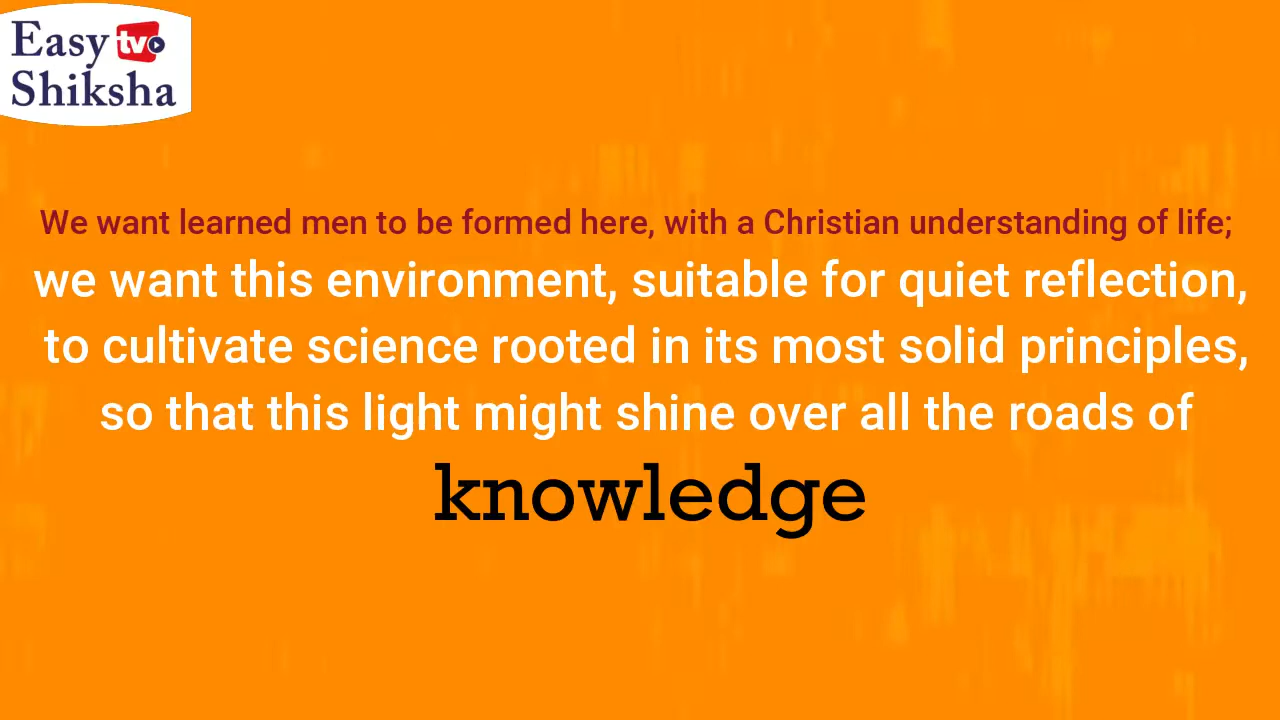 Easy tv
Shiksha
We want learned men to be formed here, with a Christian understanding of life;
we want this environment, suitable for quiet reflection,
to cultivate science rooted in its most solid principles,
so that this light might shine over all the roads of
knowledge